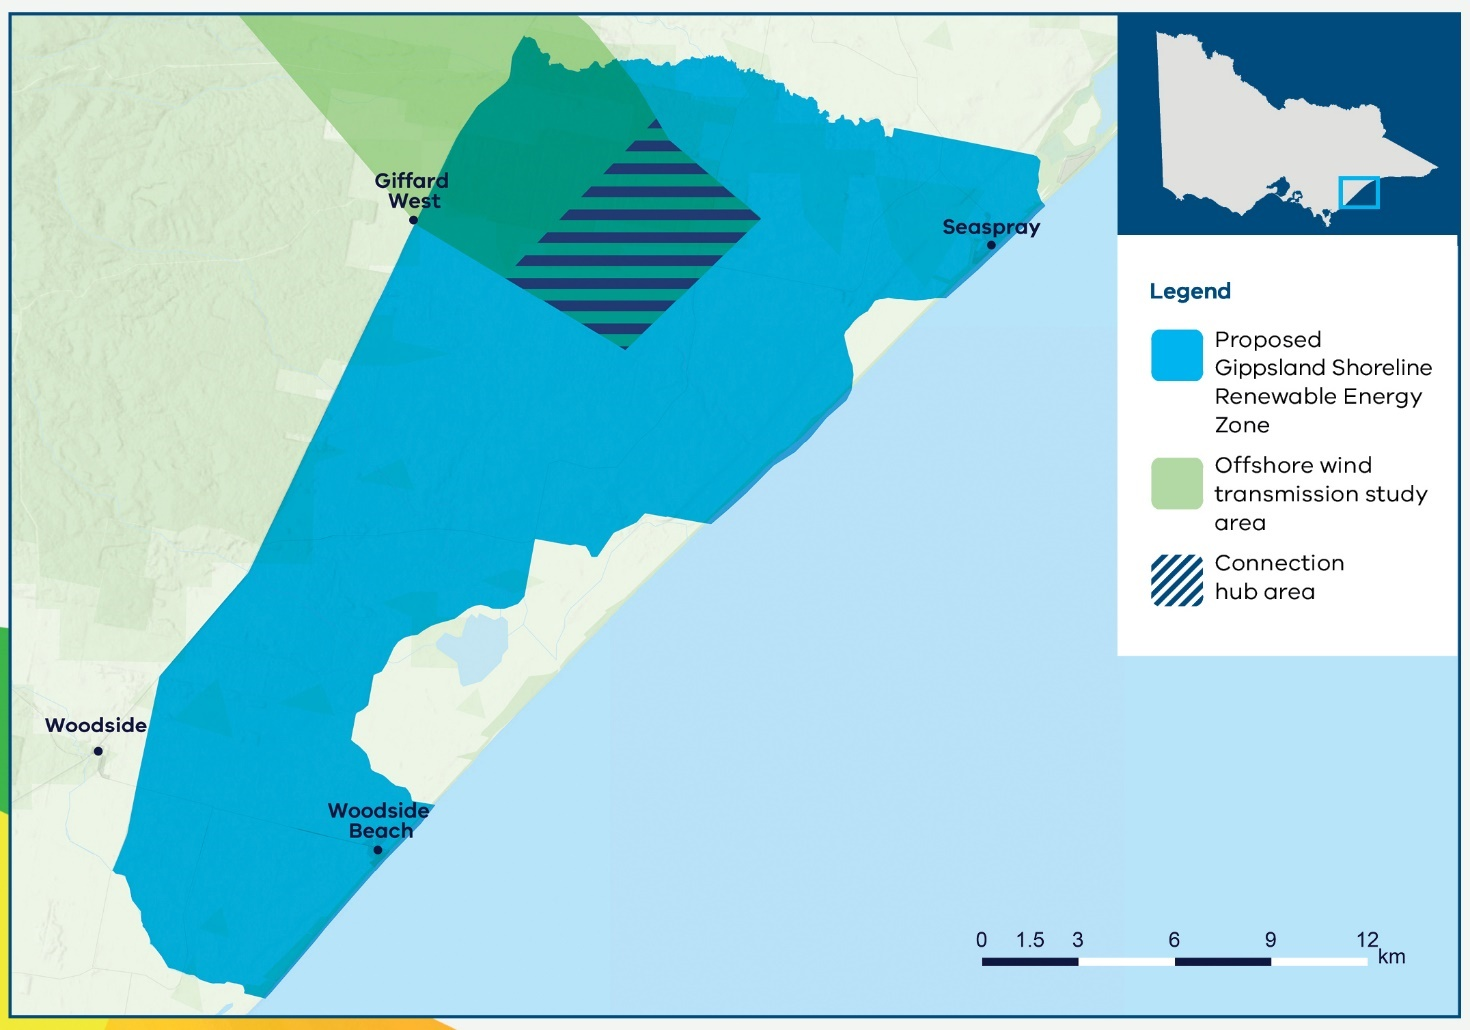 Giffard
West
Seaspray
Woodside
Woodside
Beach
Legend
Proposed
Gippsland Shoreline
Renewable Energy
Zone
Offshore wind
transmission study
area
Connection
hub area
0 1.5 3 6 9 12
km